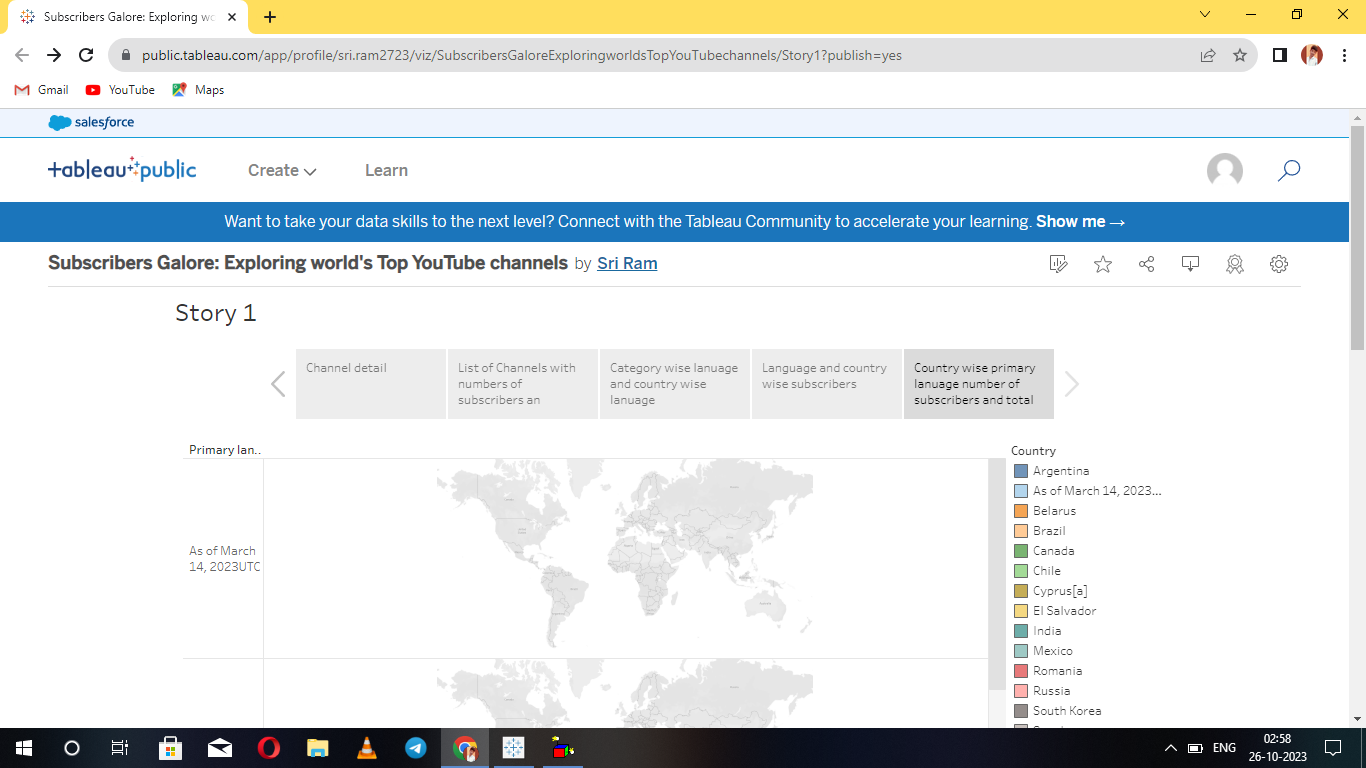 Subscribers Galore: Exploring wo
public.tableau.com/app/profile/sri.ram2723/viz/SubscribersGaloreExploringworldsTopYouTubechannels/Story1?publish=yes
Gmail YouTube Maps
salesforce
+ableau+public
Create Learn
Want to take your data skills to the next level? Connect with the Tableau Community to accelerate your learning. Show me →
Subscribers Galore: Exploring world's Top YouTube channels by Sri Ram
Story 1
Channel detail
List of Channels with
numbers of
subscribers an
Category wise lanuage
and country wise
lanuage
Language and country
wise subscribers
Country wise primary
lanuage number of
subscribers and total
Primary lan..
As of March
14, 2023UTC
Country
Argentina
As of March 14, 2023...
Belarus
Brazil
Canada
Chile
Cyprus[a]
El Salvador
India
Mexico
Romania
Russia
South Korea
ENG
02:58
26-10-2023